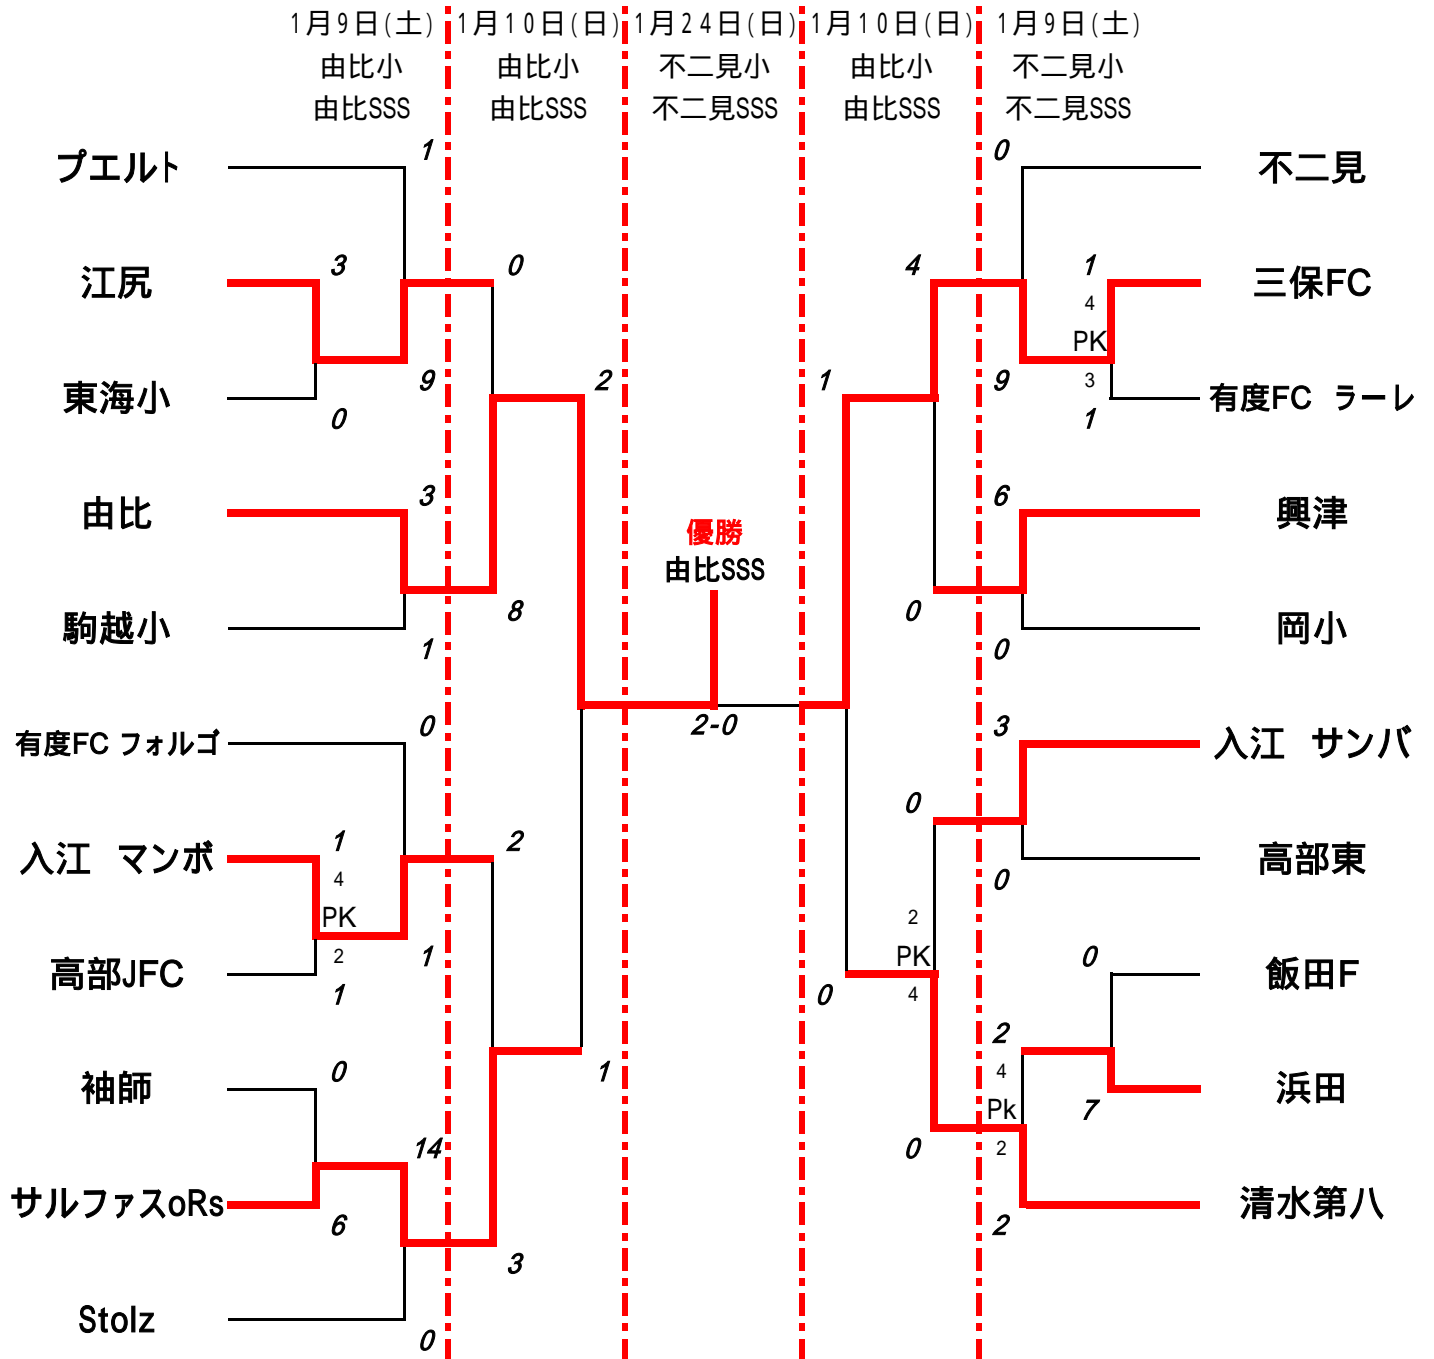 1月9日(土) 1月10日(日) 1月24日(日) 1月10日(日) 1月9日(土)
由比小 由比小 不二見小 由比小 不二見小
由比SSS 由比SSS 不二見SSS 由比SSS 不二見SSS
1 0
プエルト 不二見
3 0 4 1
江尻 三保FC
4
PK
9 2 1 9 3
東海小 有度FC ラーレ
0 1
3 6
由比 興津
優勝
由比SSS
8 0
駒越小 岡小
1 0
0 2-0 3
有度FC フォルゴ 入江 サンバ
0
1 2
入江 マンボ 高部東
4 0
PK 2
1 2 PK 0
高部JFC 飯田F
1 0 4
2
0 1 4
袖師 浜田
Pk 7
14 0 2
サルファスoRs 清水第八
6 2
3
Stolz
0